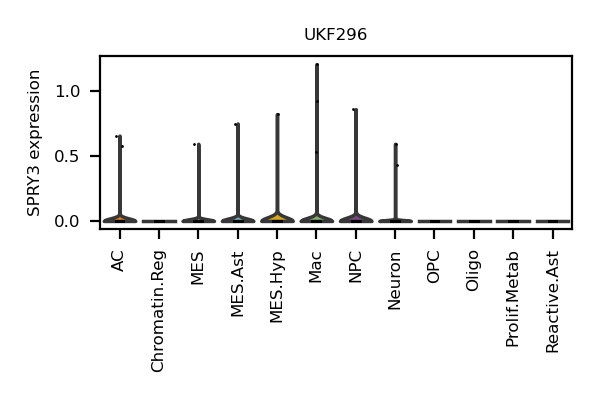 UKF296
SPRY3 expression
1.0
0.5
0.0
AC
Chromatin.Reg
MES
MES.Ast
MES.Hyp
Mac
NPC
Neuron
OPC
Oligo
Prolif.Metab
Reactive.Ast